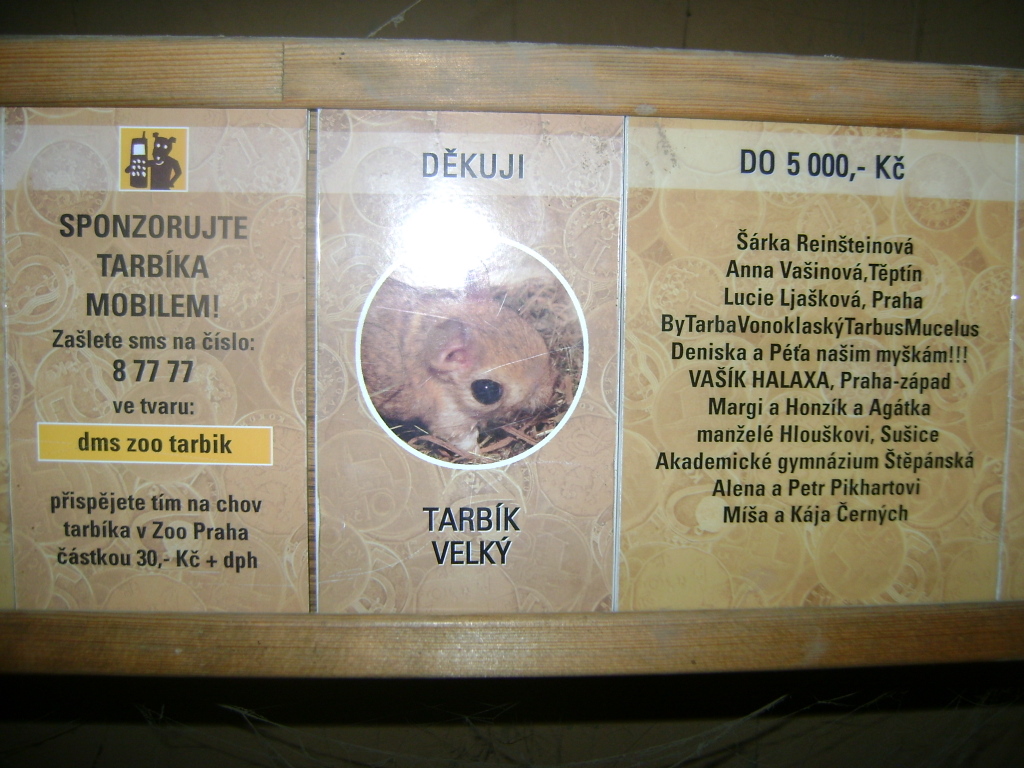 SPONZORUJTE
TARBÍKA
MOBILEM!
Zašlete sms na číslo:
8 77 77
ve tvaru:
dms zoo tarbik
přispějete tím na chov
tarbíka v Zoo Praha
částkou 30,- Kč + dph
DĚKUJI
TARBÍK
VELKÝ
DO 5 000,- Kč
Šárka Reinšteinová
Anna Vašinová,Těptín
Lucie Ljašková, Praha
ByTarbaVonoklaskýTarbusMucelus
Deniska a Péťa našim myškám!!!
VAŠÍK HALAXA, Praha-západ
Margi a Honzík a Agátka
manželé Hlouškovi, Sušice
Akademické gymnázium Štěpánská
Alena a Petr Pikhartovi
Míša a Kája Černých